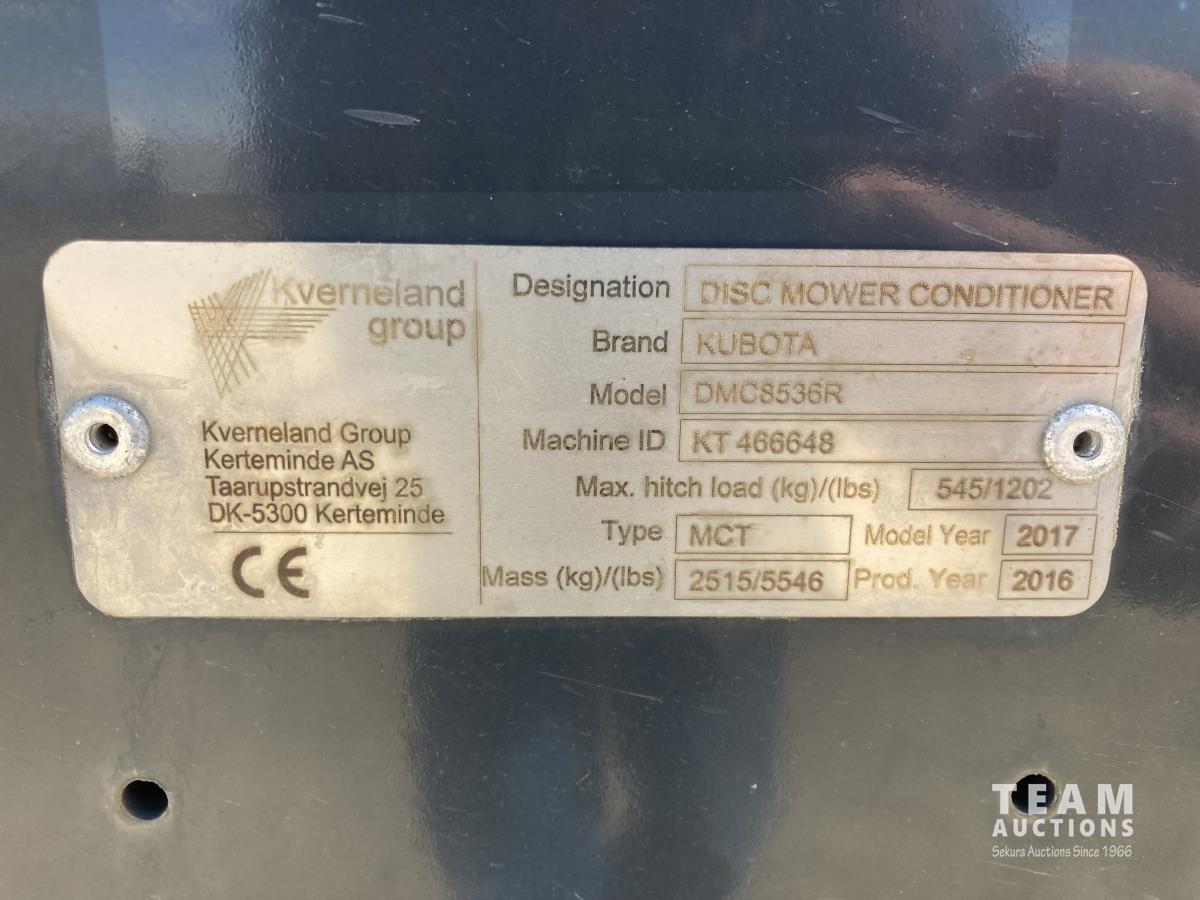 Kverneland
group
Kverneland Group
Kerteminde AS
Taarupstrandvej 25
DK-5300 Kerteminde
CE
Designation DISC MOWER CONDITIONER
Brand KUBOTA
Model DMC8536R
Machine ID KT 466648
Max. hitch load (kg)/(lbs) 545/1202
Type MCT Model Year 2017
Mass (kg)/(lbs) 2515/5546 Prod. Year 2016
TEAM
AUCTIONS
Sekura Auctions Since 1966